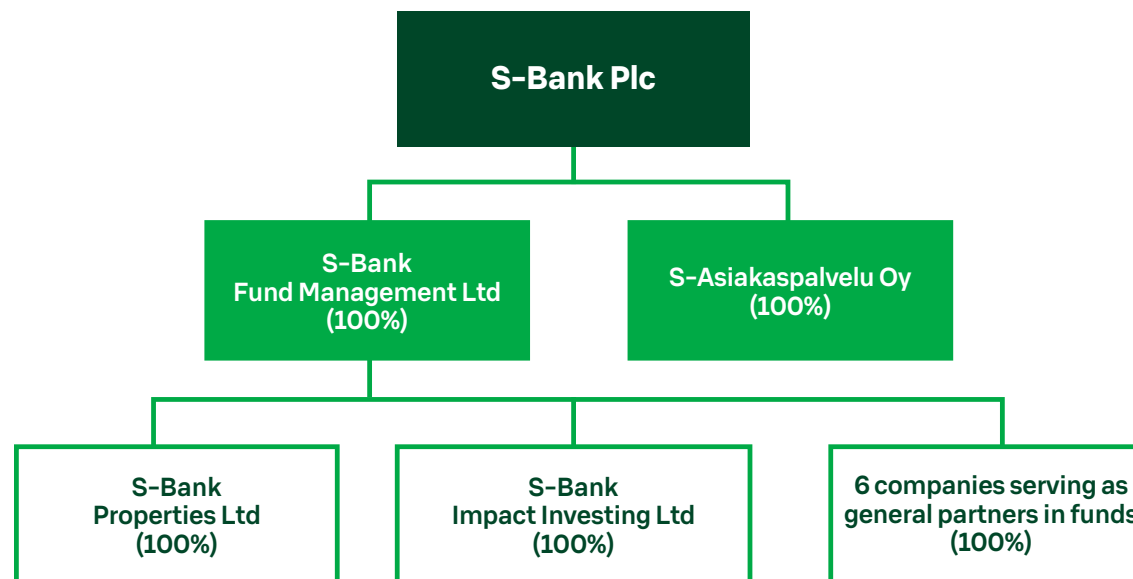 S-Bank Plc
S-Bank
Fund Management Ltd
(100%)
S-Asiakaspalvelu Oy
(100%)
S-Bank
Properties Ltd
(100%)
S-Bank
Impact Investing Ltd
(100%)
6 companies serving as
general partners in funds
(100%)